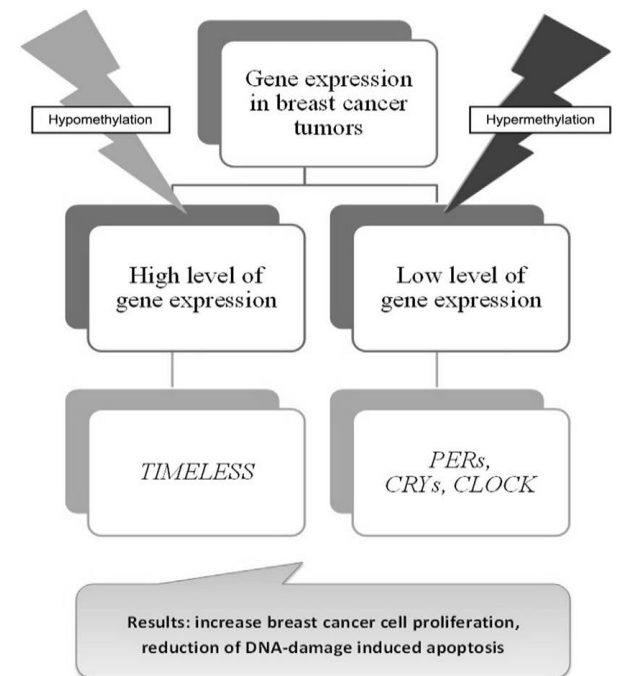 Gene expression
in breast cancer
tumors
Hypomethylation
Hypermethylation
High level of
gene expression
Low level of
gene expression
TIMELESS
PERs,
CRYs, CLOCK
Results: increase breast cancer cell proliferation,
reduction of DNA-damage induced apoptosis